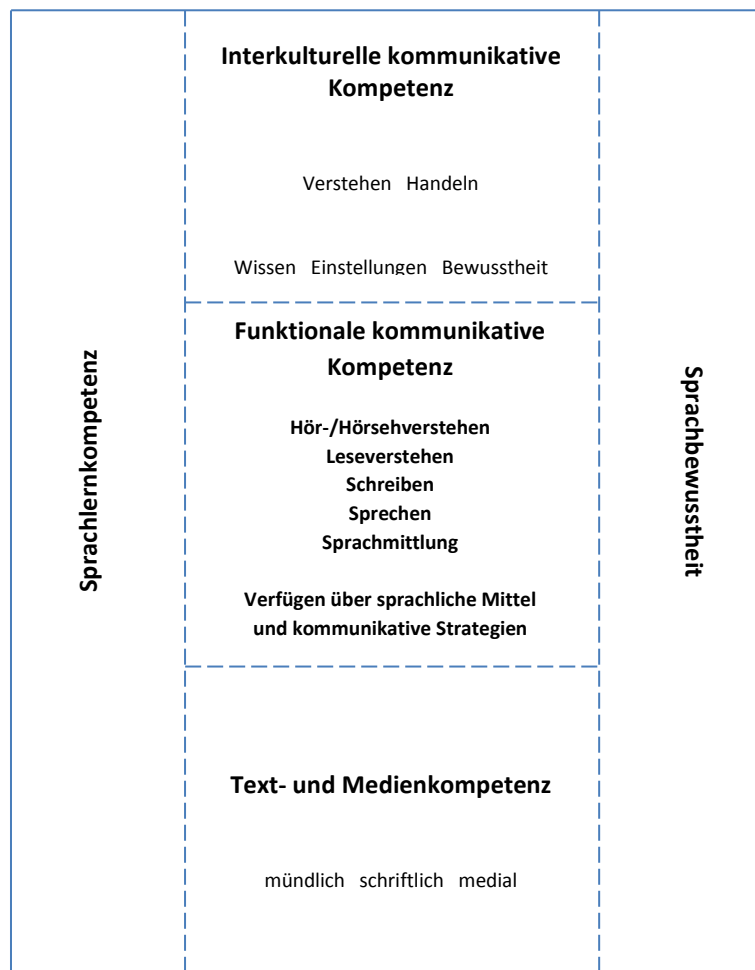 Interkulturelle kommunikative
Kompetenz
Verstehen Handeln
Wissen Einstellungen Bewusstheit
Sprachlernkompetenz
Funktionale kommunikative
Kompetenz
Hör-/Hörsehverstehen
Leseverstehen
Schreiben
Sprechen
Sprachmittlung
Verfügen über sprachliche Mittel
und kommunikative Strategien
Sprachbewusstheit
Text- und Medienkompetenz
mündlich schriftlich medial